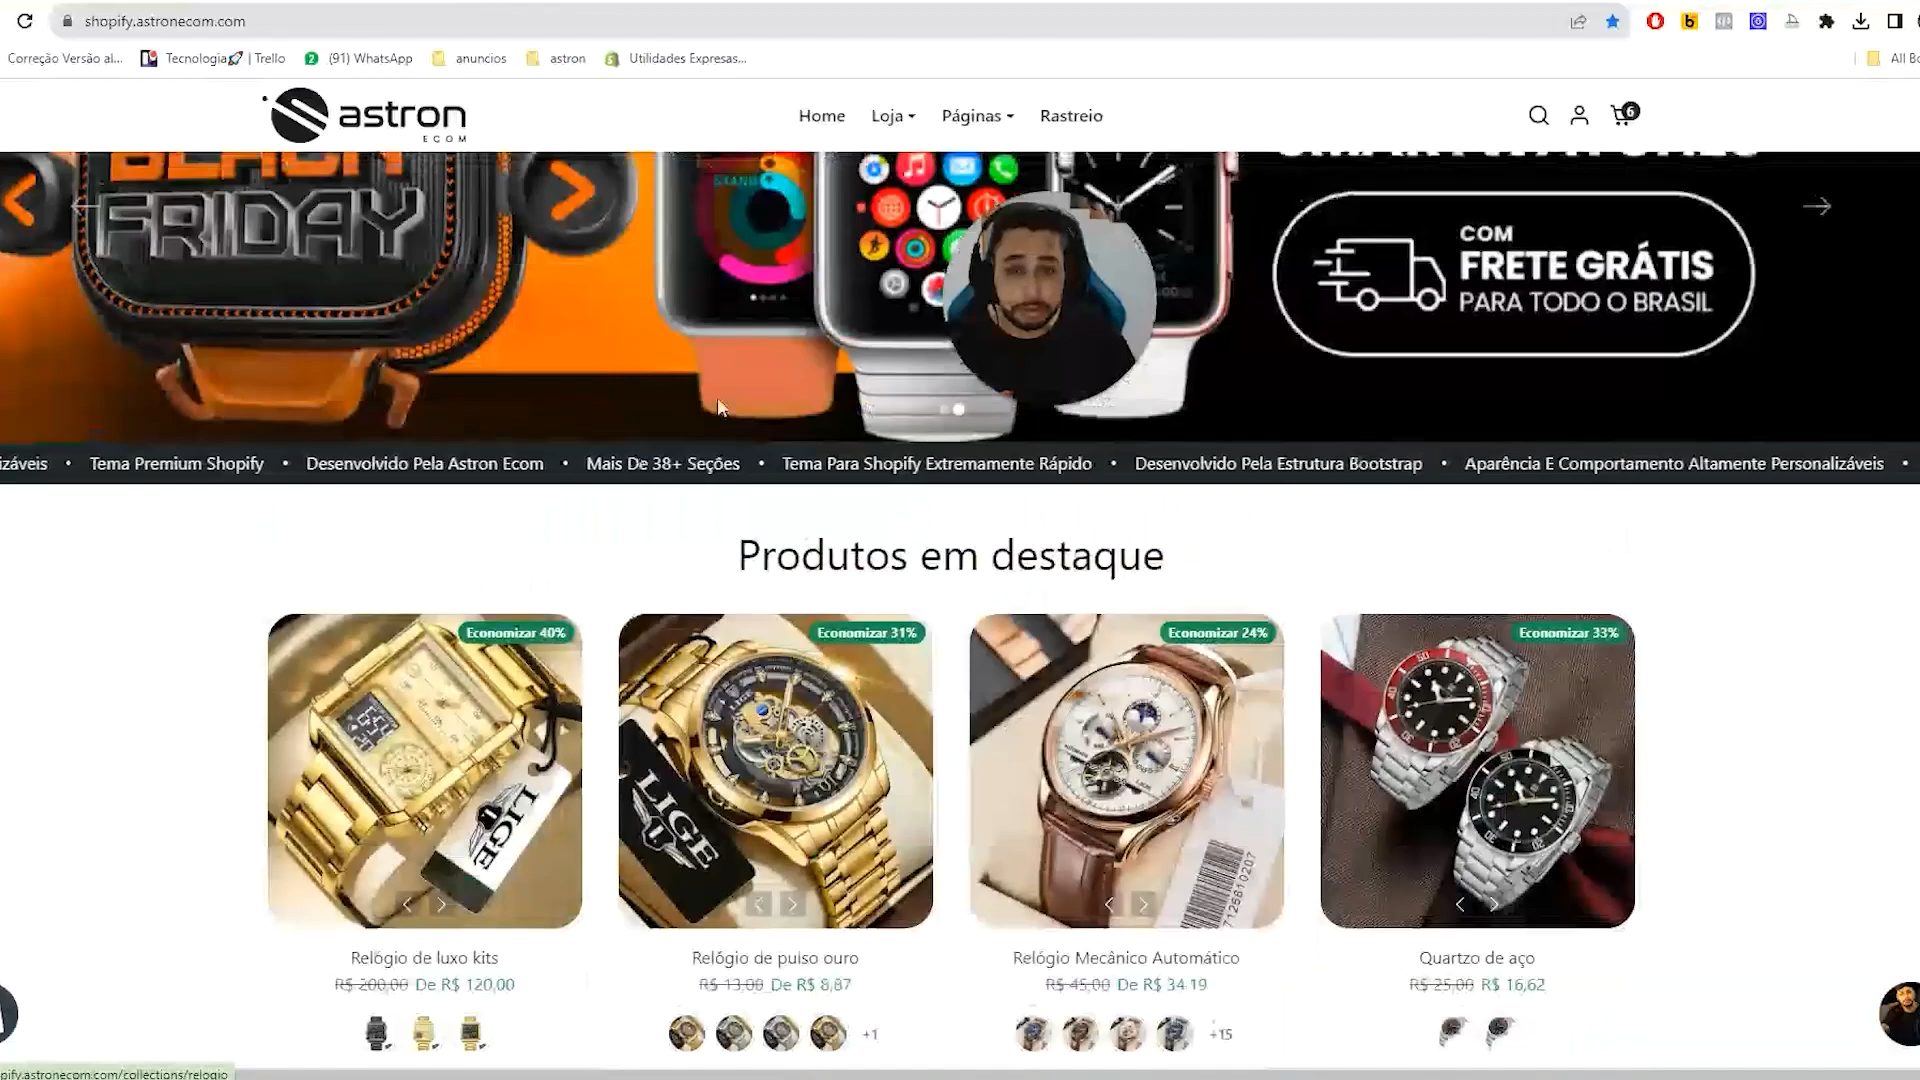 shopify.astronecom.com
Correção Versão al...
Tecnologia🚀 | Trello
(91) WhatsApp
anuncios
astron
Utilidades Expresas...
All Bo
astron
ECOM
Home
Loja
Páginas
Rastreio
6
FRIDAY
COM
FRETE GRÁTIS
PARA TODO O BRASIL
izáveis • Tema Premium Shopify • Desenvolvido Pela Astron Ecom • Mais De 38+ Seções • Tema Para Shopify Extremamente Rápido • Desenvolvido Pela Estrutura Bootstrap • Aparência E Comportamento Altamente Personalizáveis •
Produtos em destaque
Economizar 40%
Economizar 31%
Economizar 24%
Economizar 33%
LIGE
LIGE
LIGE
7125610207
Relógio de luxo kits
R$ 200,00 De R$ 120,00
Relógio de pulso ouro
R$ 13,00 De R$ 8,87
+1
Relógio Mecânico Automático
R$ 45,00 De R$ 34,19
+15
Quartzo de aço
R$ 25,00 R$ 16,62
pify.astronecom.com/collections/relogio